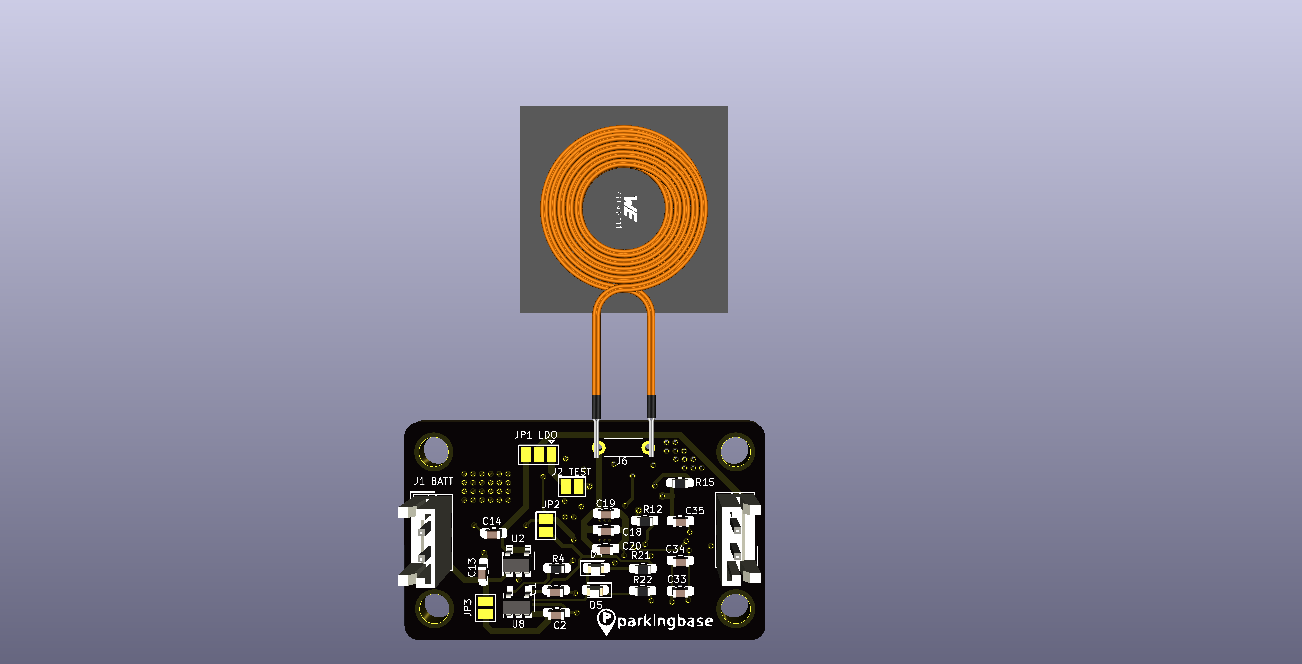 WE
JP1 LDO
J6
J2 TEST
J1 BATT
R15
JP2
C19
R12
C35
C14
C18
U2
C20
C34
R4
R21
C13
R22
C33
D5
JP3
U8
C2
P parkingbase